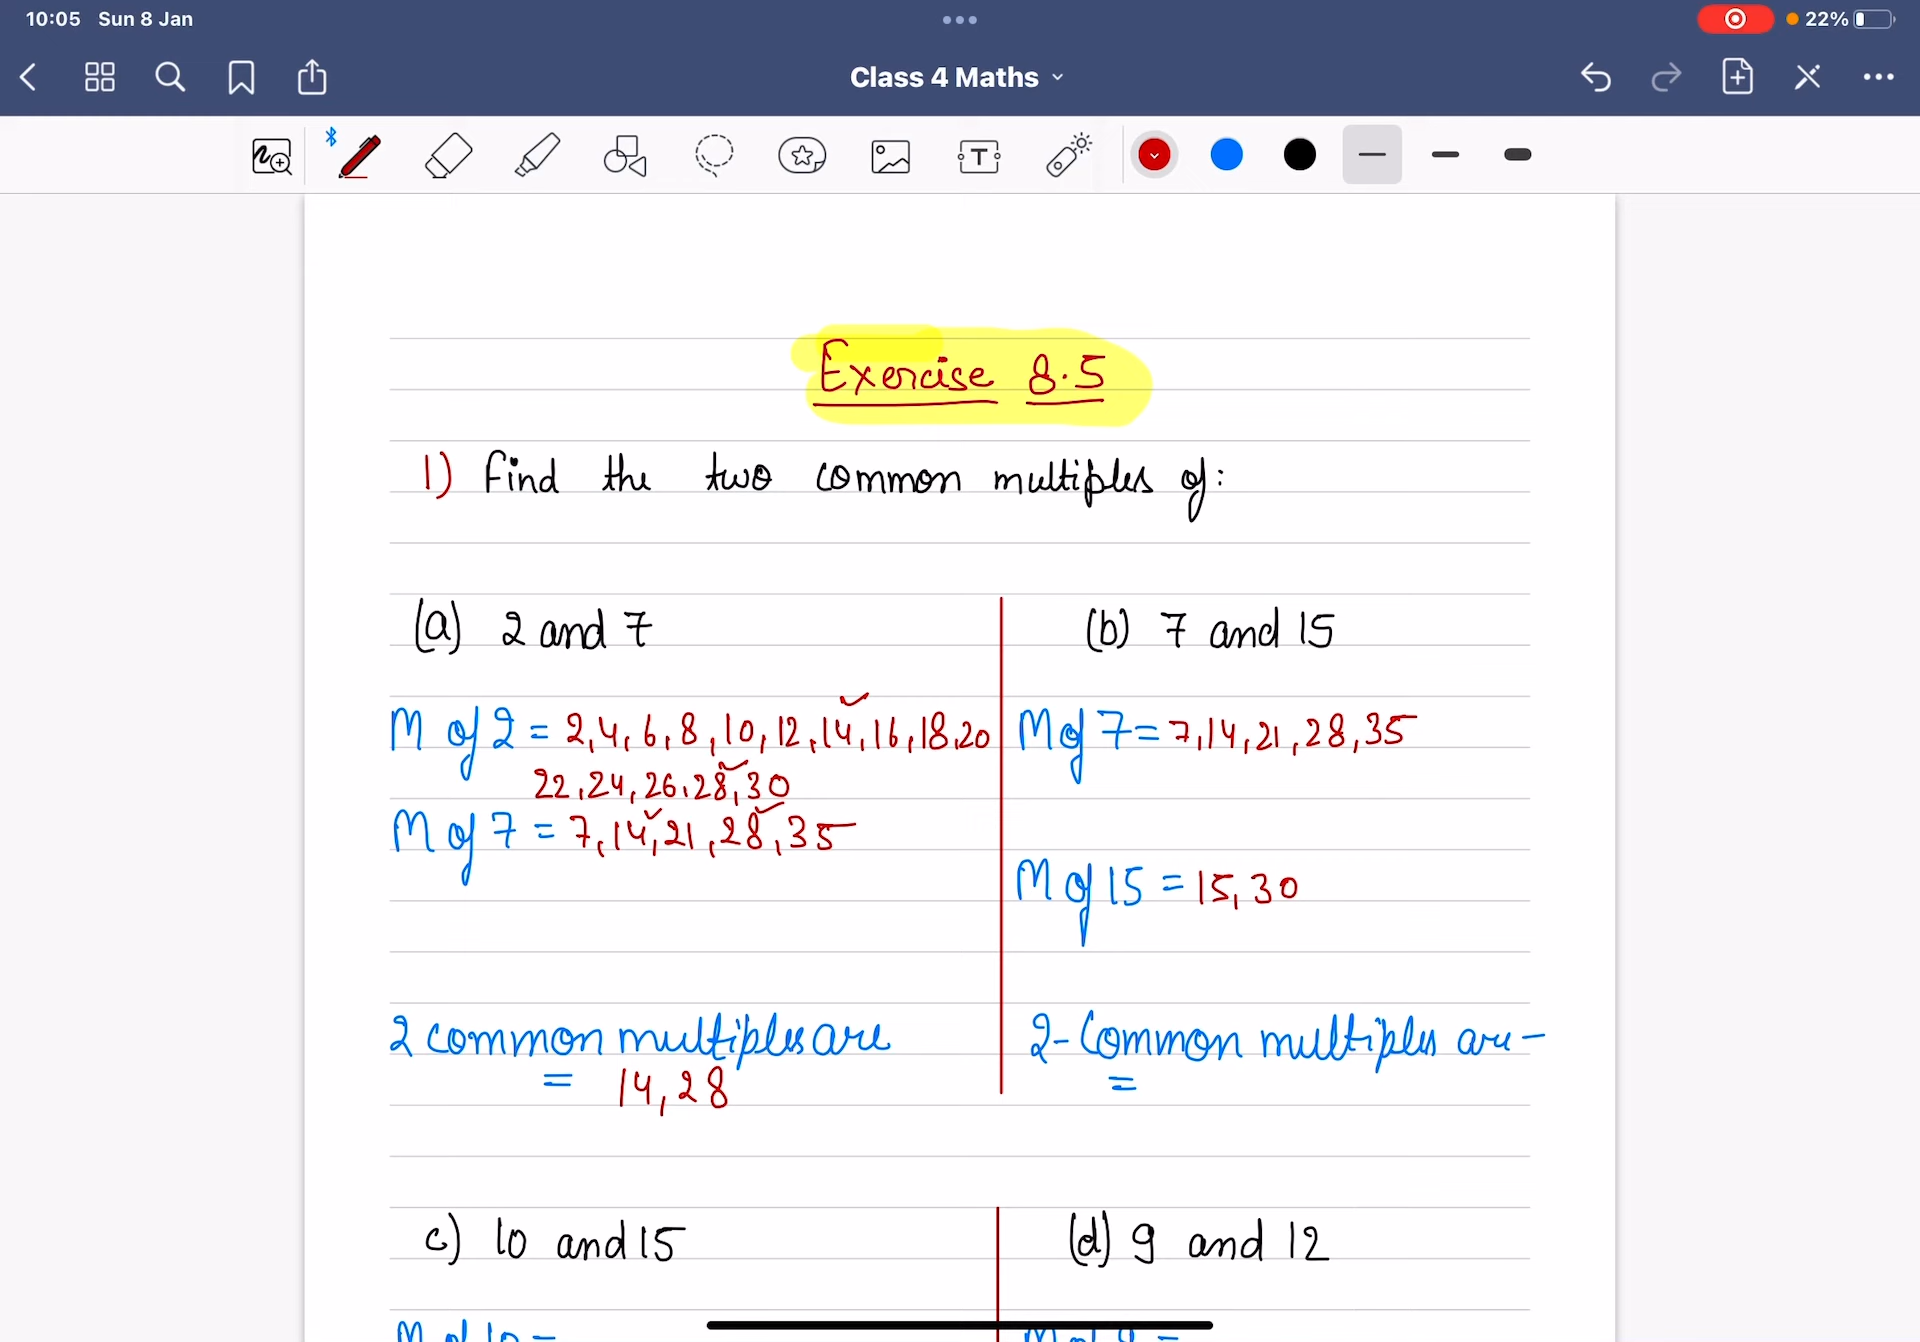 10:05 Sun 8 Jan
22%
Class 4 Maths
Exercise 8.5
1) Find the two common multiples of:
(a) 2 and 7
M of 2 = 2,4,6,8,10,12,14,16,18,20
22,24,26,28,30
M of 7 = 7,14,21,28,35
2 common multiples are
= 14,28
(b) 7 and 15
M of 7 = 7,14,21,28,35
M of 15 = 15,30
2- Common multiples are -
=
c) 10 and 15
M of 10 =
(d) 9 and 12
M of 9 =